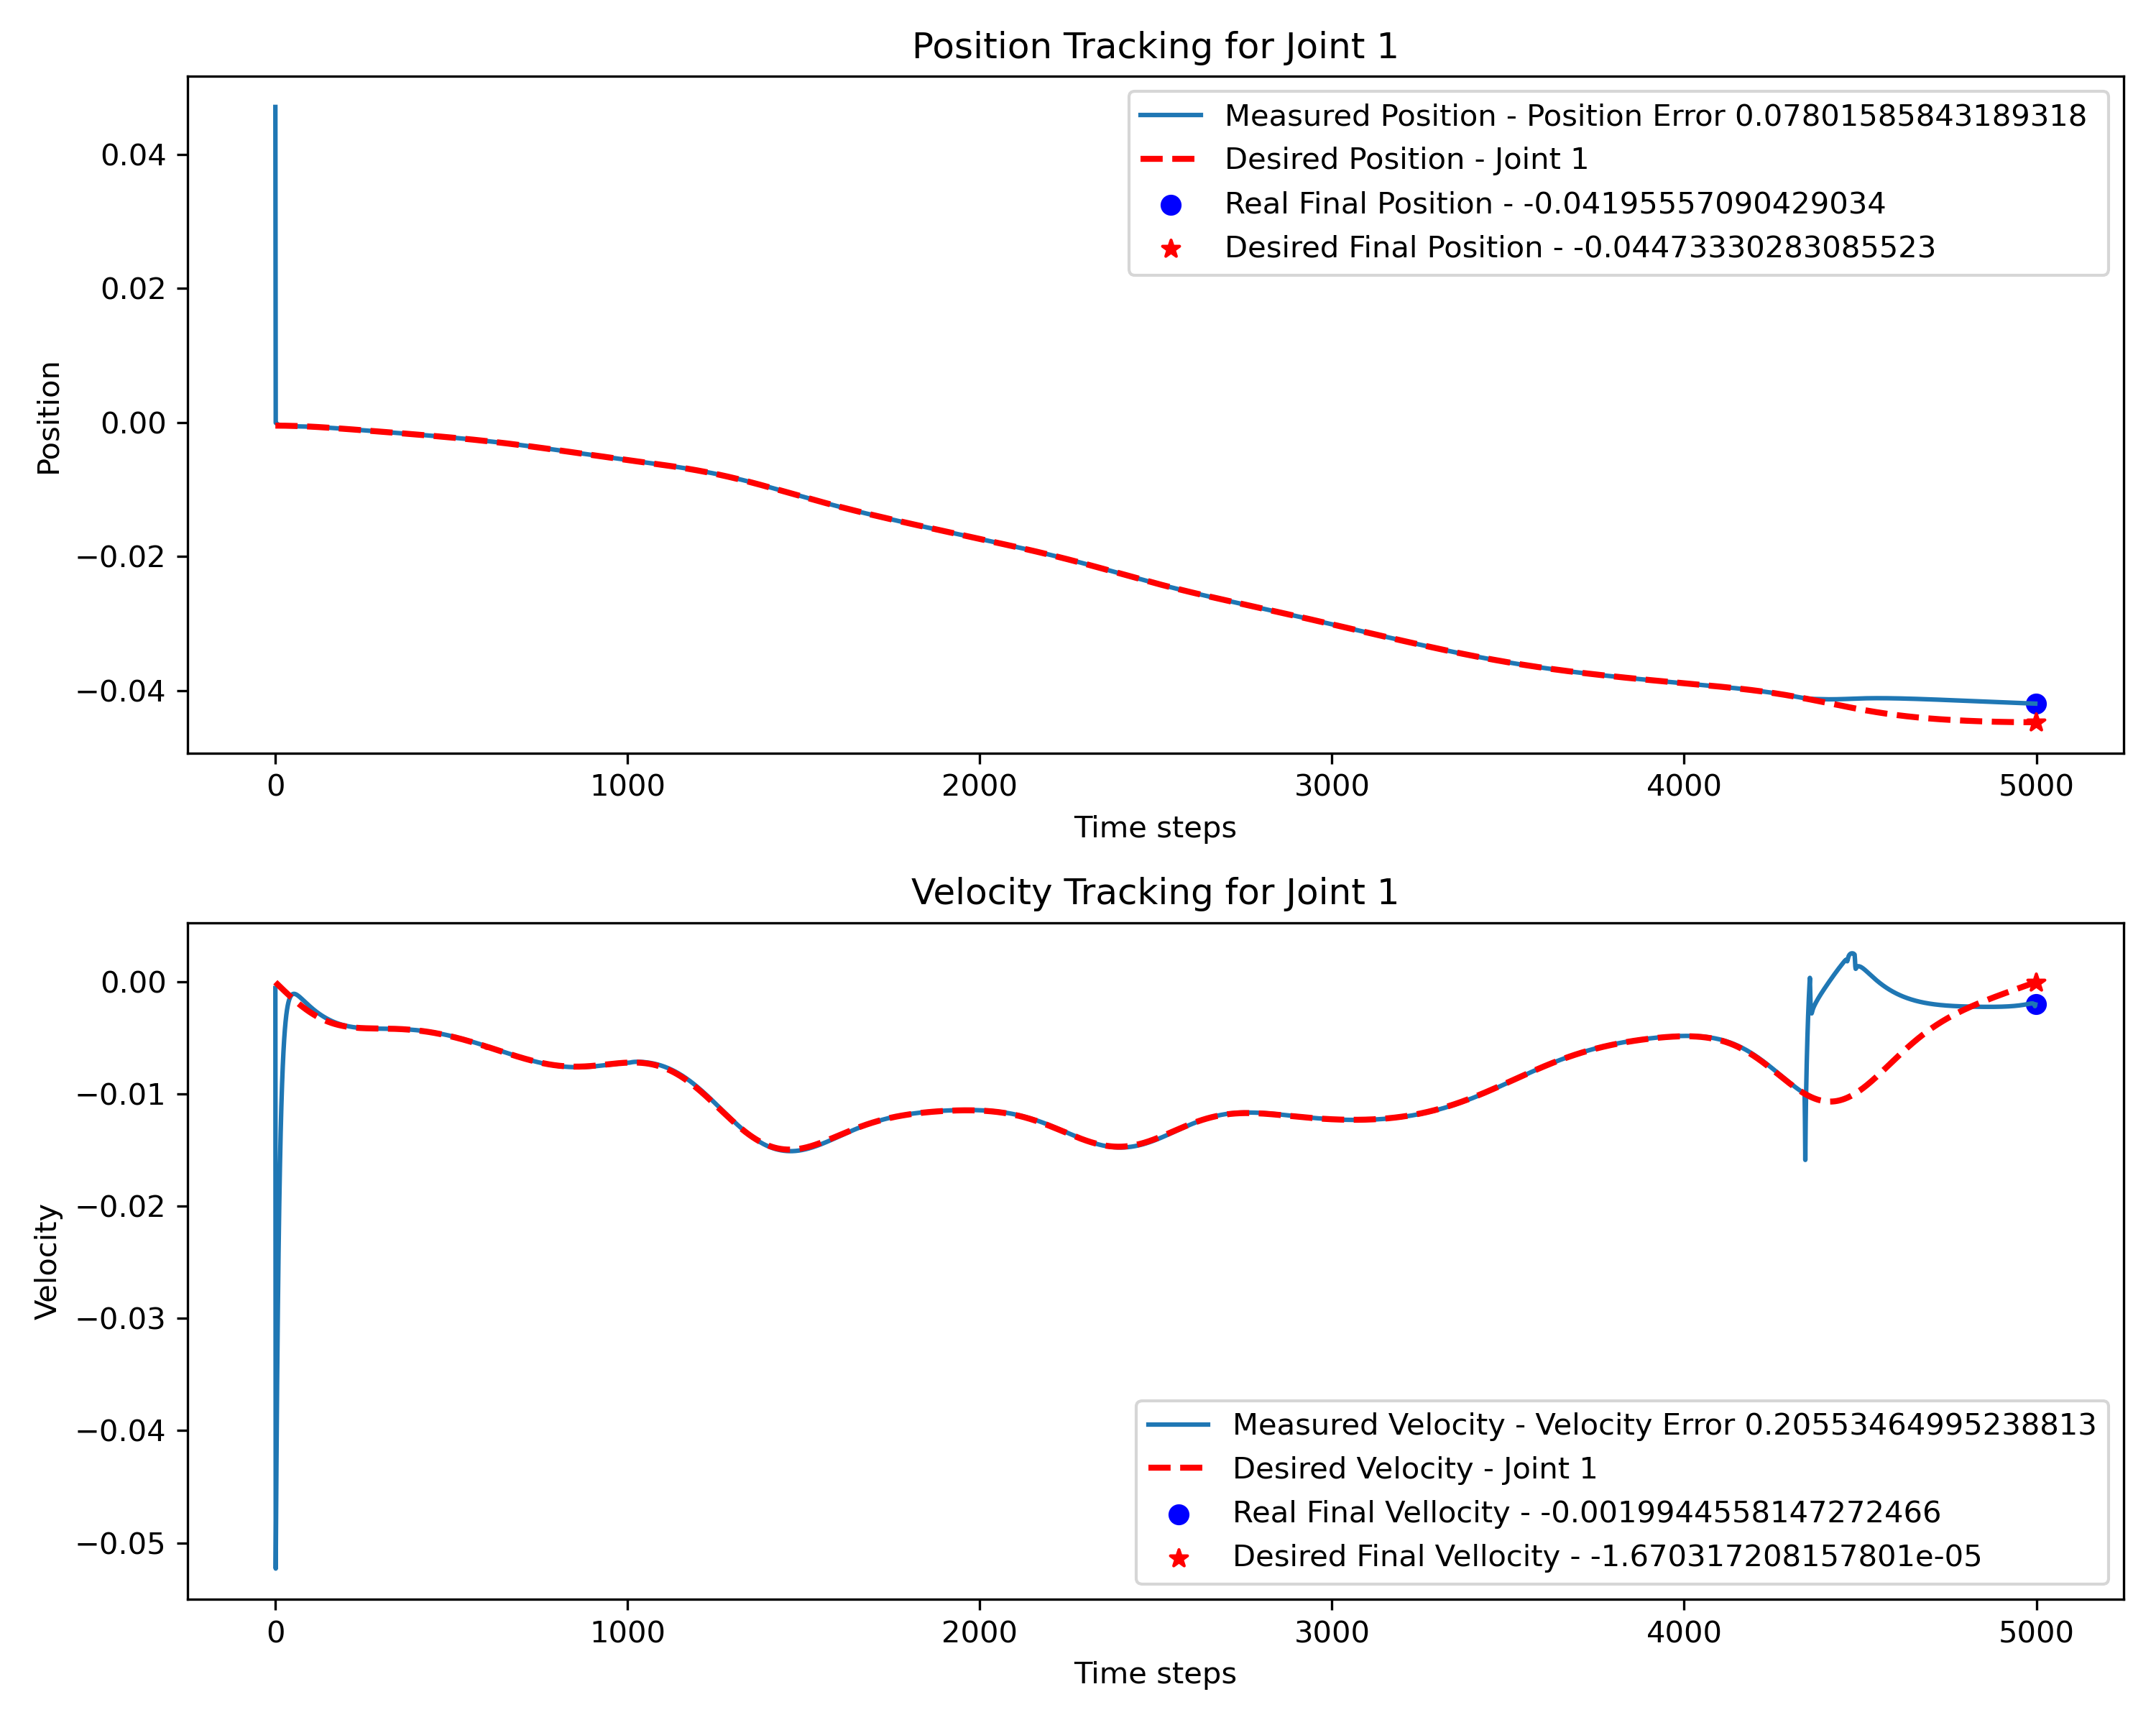 Position Tracking for Joint 1
Measured Position - Position Error 0.07801585843189318
Desired Position - Joint 1
Real Final Position - -0.04195557090429034
Desired Final Position - -0.04473330283085523
0.04
0.02
0.00
−0.02
−0.04
Position
0 1000 2000 3000 4000 5000
Time steps
Velocity Tracking for Joint 1
0.00
−0.01
−0.02
−0.03
−0.04
−0.05
Velocity
Measured Velocity - Velocity Error 0.20553464995238813
Desired Velocity - Joint 1
Real Final Vellocity - -0.0019944558147272466
Desired Final Vellocity - -1.670317208157801e-05
0 1000 2000 3000 4000 5000
Time steps